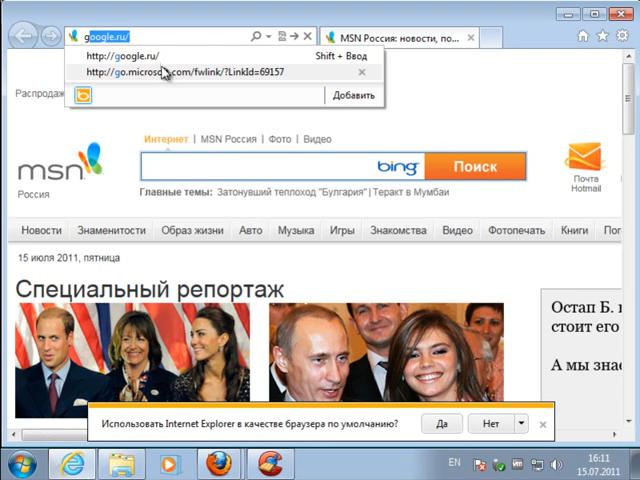 google.ru/
MSN Россия: новости, по...
http://google.ru/ Shift + Ввод
http://go.microsoft.com/fwlink/?LinkId=69157
Распродаж
Добавить
Интернет | MSN Россия | Фото | Видео
msn
Россия
bing
Поиск
Почта
Hotmail
Главные темы: Затонувший теплоход "Булгария" | Теракт в Мумбаи
Новости Знаменитости Образ жизни Авто Музыка Игры Знакомства Видео Фотопечать Книги
15 июля 2011, пятница
Специальный репортаж
Остап Б.
стоит его
А мы
Использовать Internet Explorer в качестве браузера по умолчанию? Да Нет
EN
16:11
15.07.2011